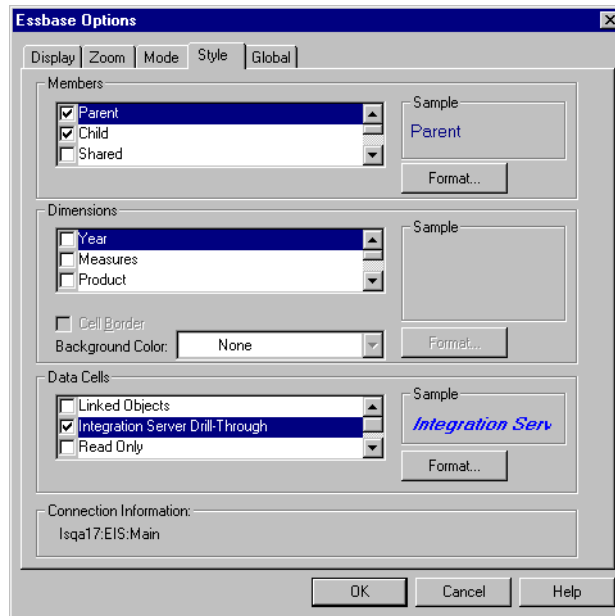 Essbase Options
Display Zoom Mode Style Global
Members
Parent
Child
Shared
Sample
Parent
Format...
Dimensions
Year
Measures
Product
Sample
Cell Border
Background Color: None
Format...
Data Cells
Linked Objects
Integration Server Drill-Through
Read Only
Sample
Integration Serv
Format...
Connection Information:
lsqa17:EIS:Main
OK Cancel Help